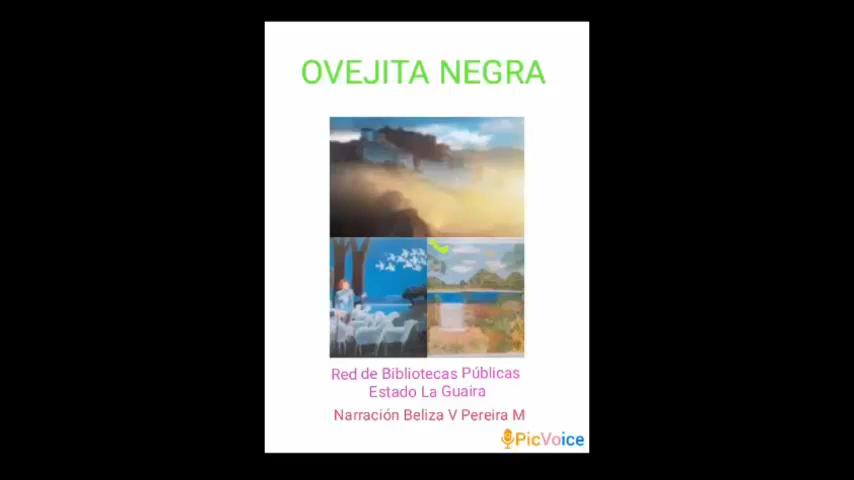 OVEJITA NEGRA
Red de Bibliotecas Públicas
Estado La Guaira
Narración Beliza V Pereira M
PicVoice